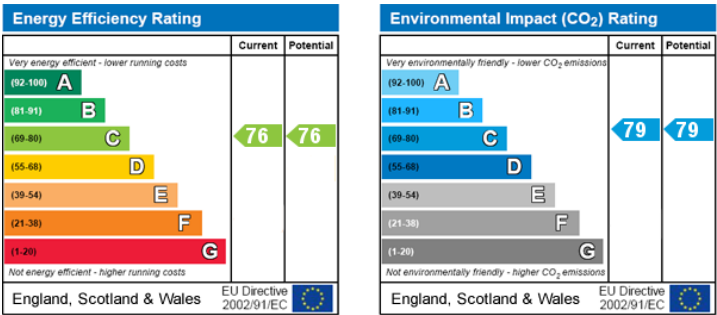 Energy Efficiency Rating
Current Potential
Very energy efficient - lower running costs
(92-100) A
(81-91) B
(69-80) C 76 76
(55-68) D
(39-54) E
(21-38) F
(1-20) G
Not energy efficient - higher running costs
England, Scotland & Wales
EU Directive
2002/91/EC
Environmental Impact (CO2) Rating
Current Potential
Very environmentally friendly - lower CO2 emissions
(92-100) A
(81-91) B
(69-80) C 79 79
(55-68) D
(39-54) E
(21-38) F
(1-20) G
Not environmentally friendly - higher CO2 emissions
England, Scotland & Wales
EU Directive
2002/91/EC